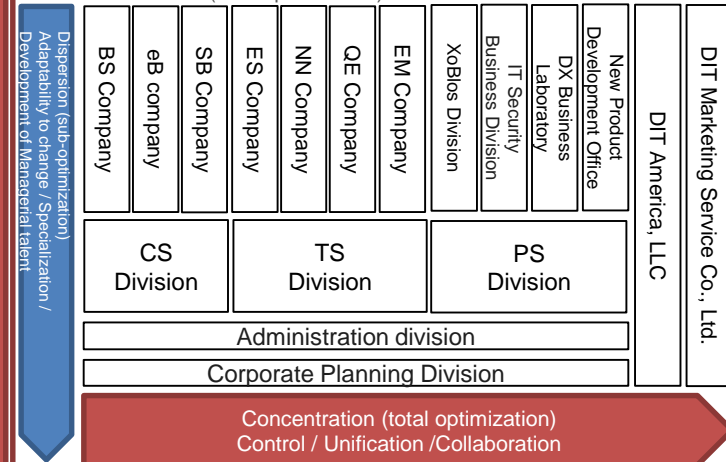 Dispersion (sub-optimization)
Adaptability to change / Specialization /
Development of Managerial talent
BS Company
eB company
SB Company
ES Company
NN Company
QE Company
EM Company
XoBlos Division
IT Security
Business Division
DX Business
Laboratory
New Product
Development Office
DIT America, LLC
DIT Marketing Service Co., Ltd.
CS
Division
TS
Division
PS
Division
Administration division
Corporate Planning Division
Concentration (total optimization)
Control / Unification /Collaboration